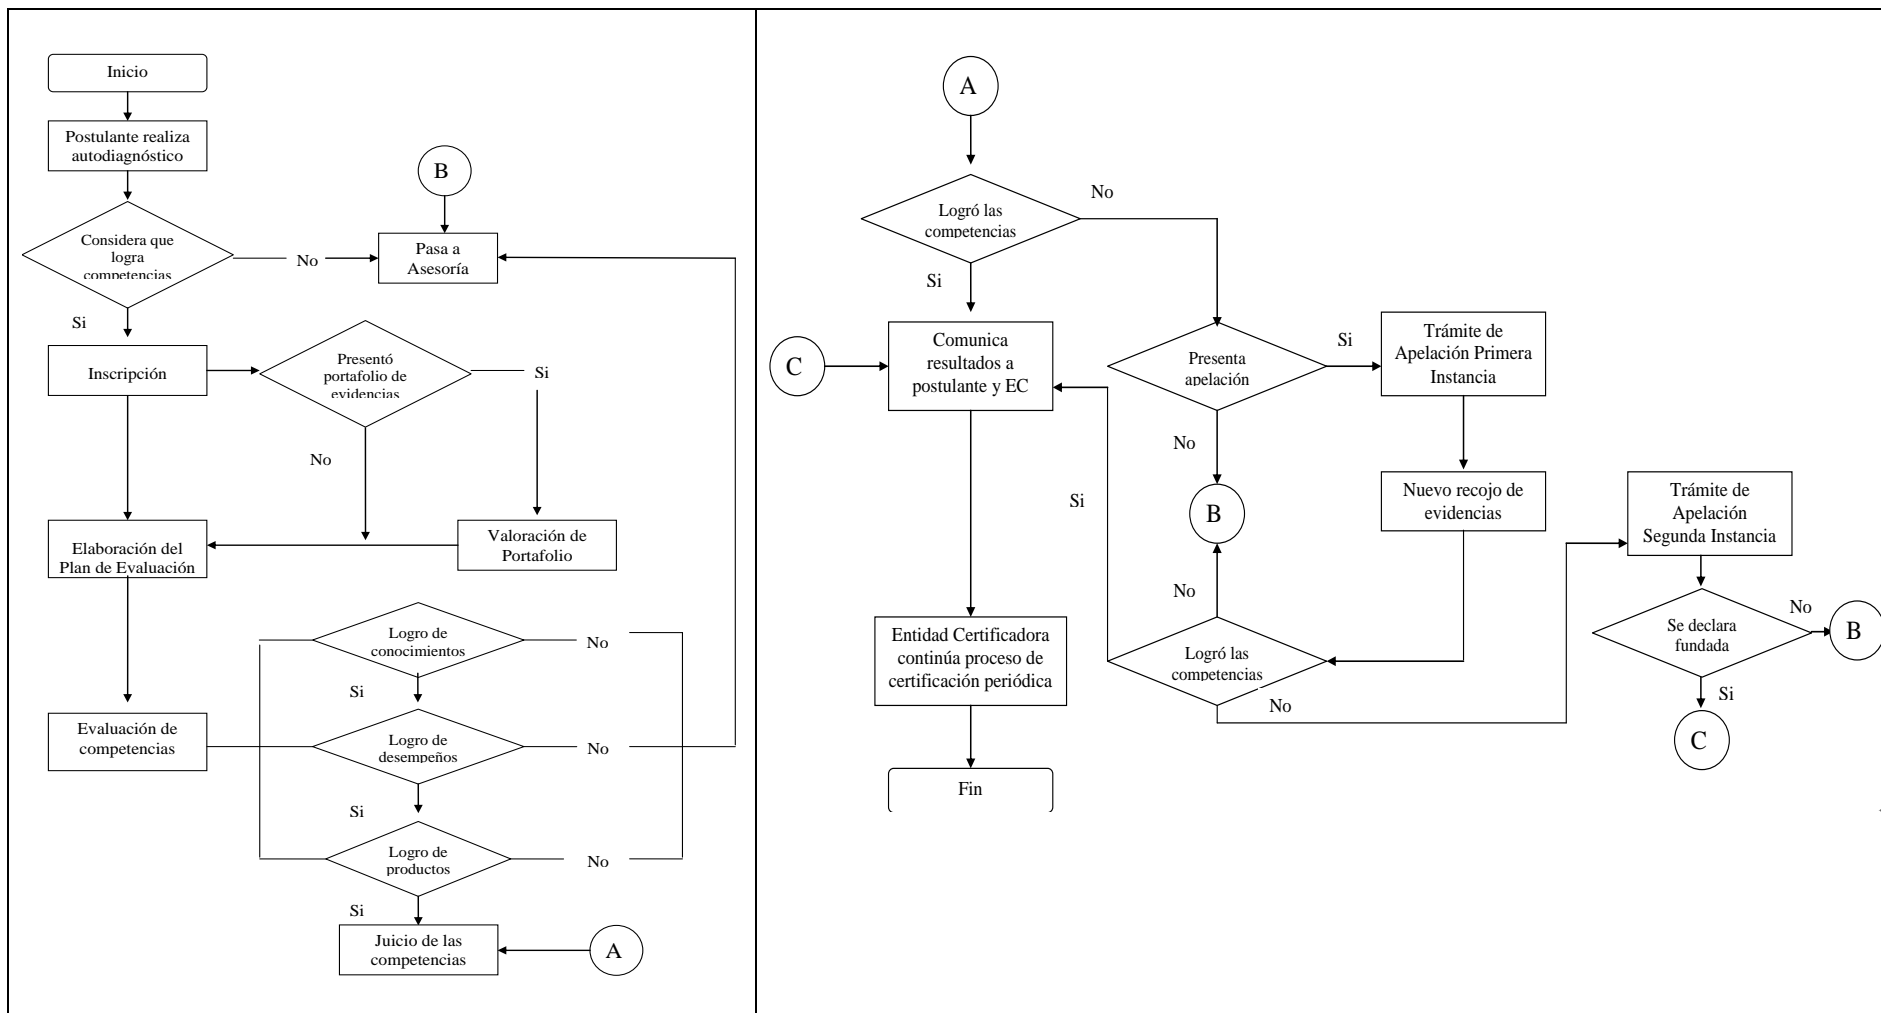 Inicio
Postulante realiza
autodiagnóstico
B
Considera que
logra
competencias
No
Pasa a
Asesoría
Si
Inscripción
Presentó
portafolio de
evidencias
Si
No
Elaboración del
Plan de Evaluación
Valoración de
Portafolio
Logro de
conocimientos
No
Si
Evaluación de
competencias
Logro de
desempeños
No
Si
Logro de
productos
No
Si
Juicio de las
competencias
A
A
Logró las
competencias
No
Si
C
Comunica
resultados a
postulante y EC
Presenta
apelación
Si
Trámite de
Apelación Primera
Instancia
No
Si
B
Nuevo recojo de
evidencias
Trámite de
Apelación
Segunda Instancia
No
Entidad Certificadora
continúa proceso de
certificación periódica
Logró las
competencias
No
Se declara
fundada
No
B
Si
C
Fin